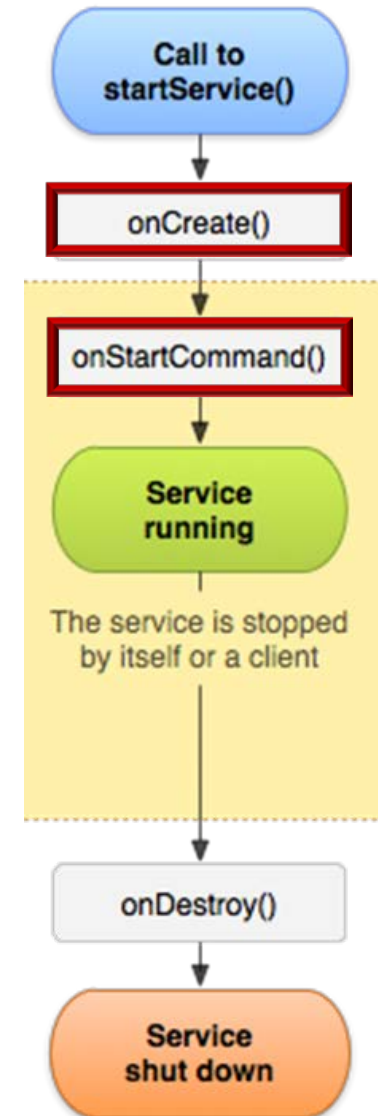 Call to
startService()
onCreate()
onStartCommand()
Service
running
The service is stopped
by itself or a client
onDestroy()
Service
shut down